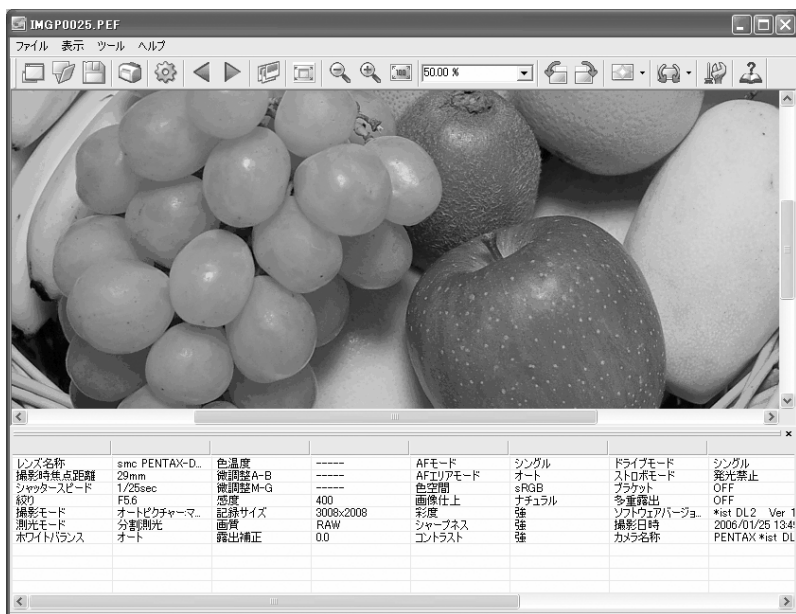 IMGP0025.PEF
ファイル 表示 ツール ヘルプ
100 50.00 %
レンズ名称 smc PENTAX-D... 色温度 ----- AFモード シングル ドライブモード シングル
撮影時焦点距離 29mm 微調整A-B ----- AFエリアモード オート ストロボモード 発光禁止
シャッタースピード 1/25sec 微調整M-G ----- 色空間 sRGB ブラケット OFF
絞り F5.6 感度 400 画像仕上 ナチュラル 多重露出 OFF
撮影モード オートピクチャーマ... 記録サイズ 3008x2008 彩度 強 ソフトウェアバージョ... *ist DL2 Ver 1
測光モード 分割測光 画質 RAW シャープネス 強 撮影日時 2006/01/25 13:4
ホワイトバランス オート 露出補正 0.0 コントラスト 強 カメラ名称 PENTAX *ist DL